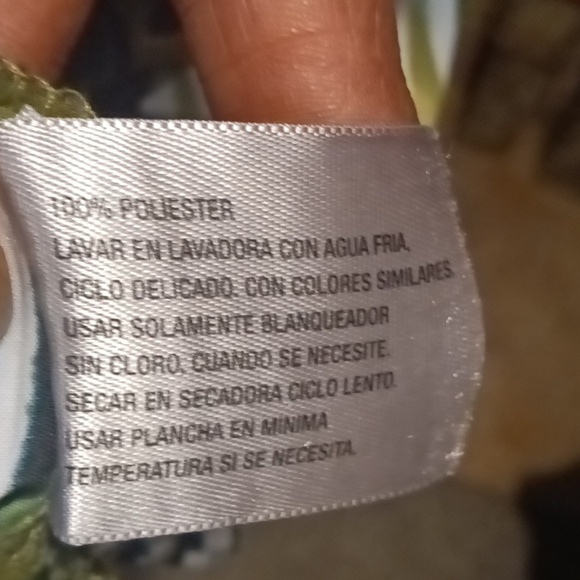 100% POLIESTER
LAVAR EN LAVADORA CON AGUA FRIA,
CICLO DELICADO. CON COLORES SIMILARES.
USAR SOLAMENTE BLANQUEADOR
SIN CLORO. CUANDO SE NECESITE.
SECAR EN SECADORA CICLO LENTO.
USAR PLANCHA EN MINIMA
TEMPERATURA SI SE NECESITA.